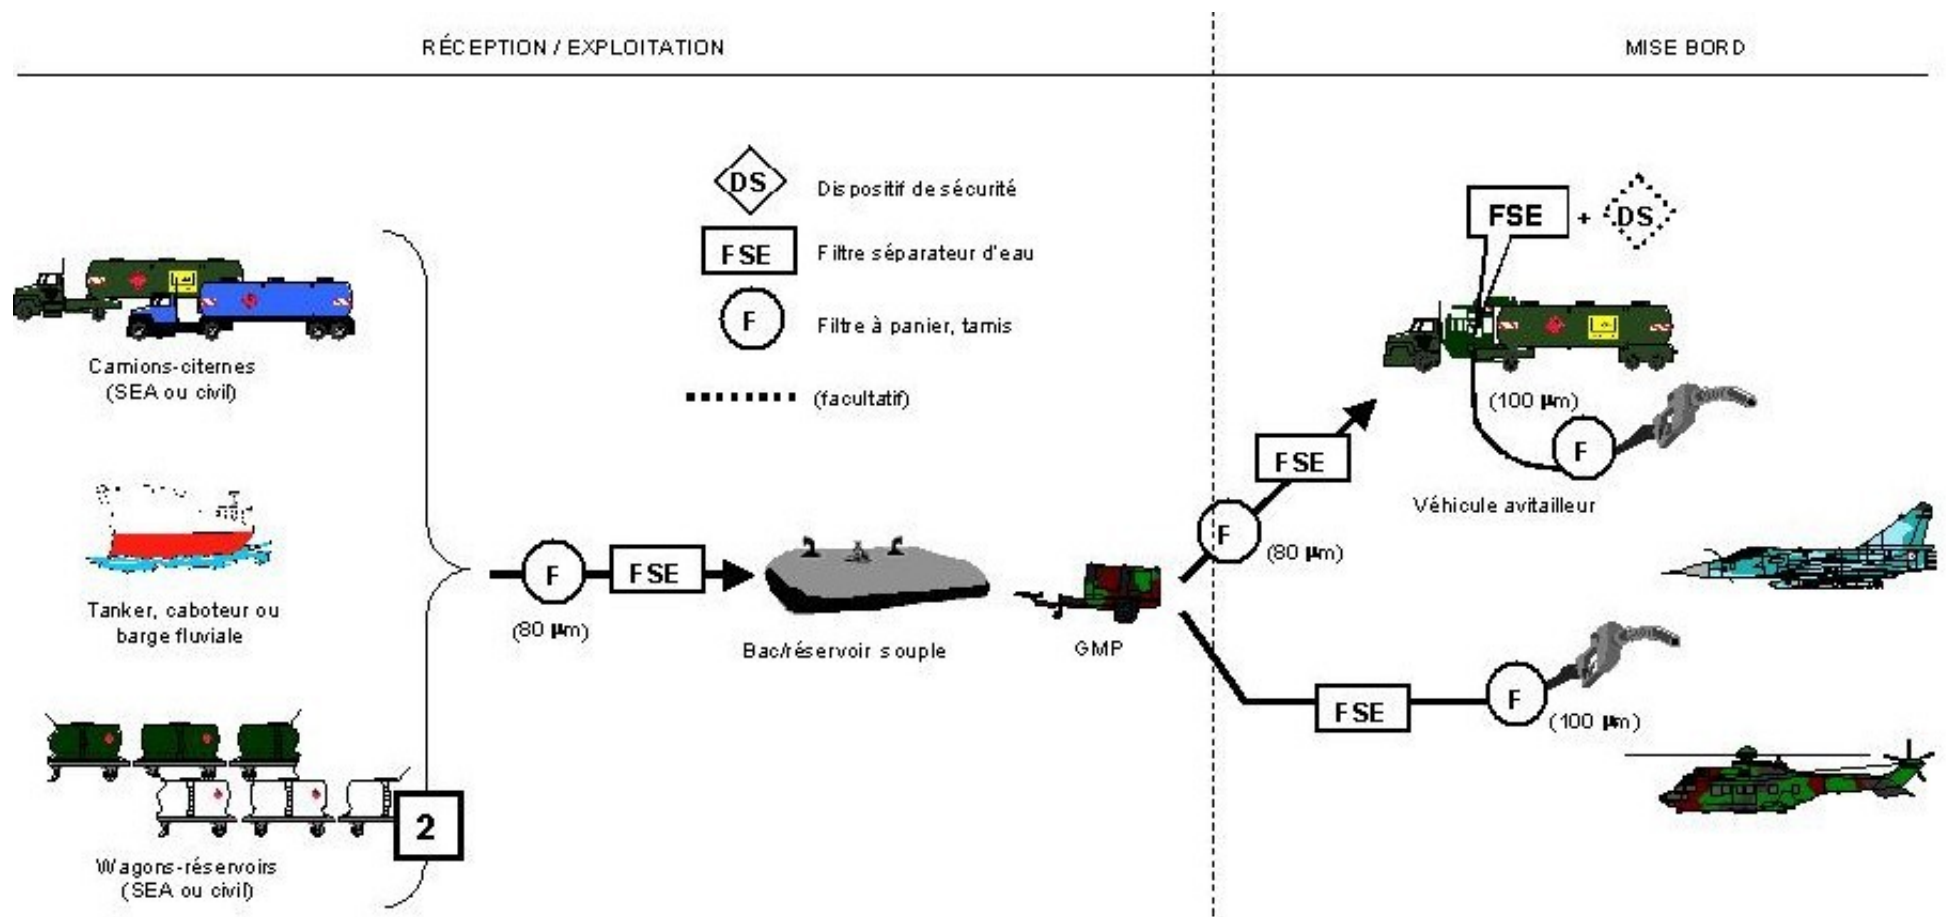 RÉCEPTION / EXPLOITATION
MISE BORD
DS
Dispositif de sécurité
FSE
Filtre séparateur d'eau
F
Filtre à panier, tamis
(facultatif)
Camions-citernes
(SEA ou civil)
Tanker, caboteur ou
barge fluviale
Wagons-réservoirs
(SEA ou civil)
2
F
(80 µm)
FSE
Bac/réservoir souple
GMP
F
(80 µm)
FSE
FSE + DS
(100 µm)
F
Véhicule avitailleur
FSE
F
(100 µm)